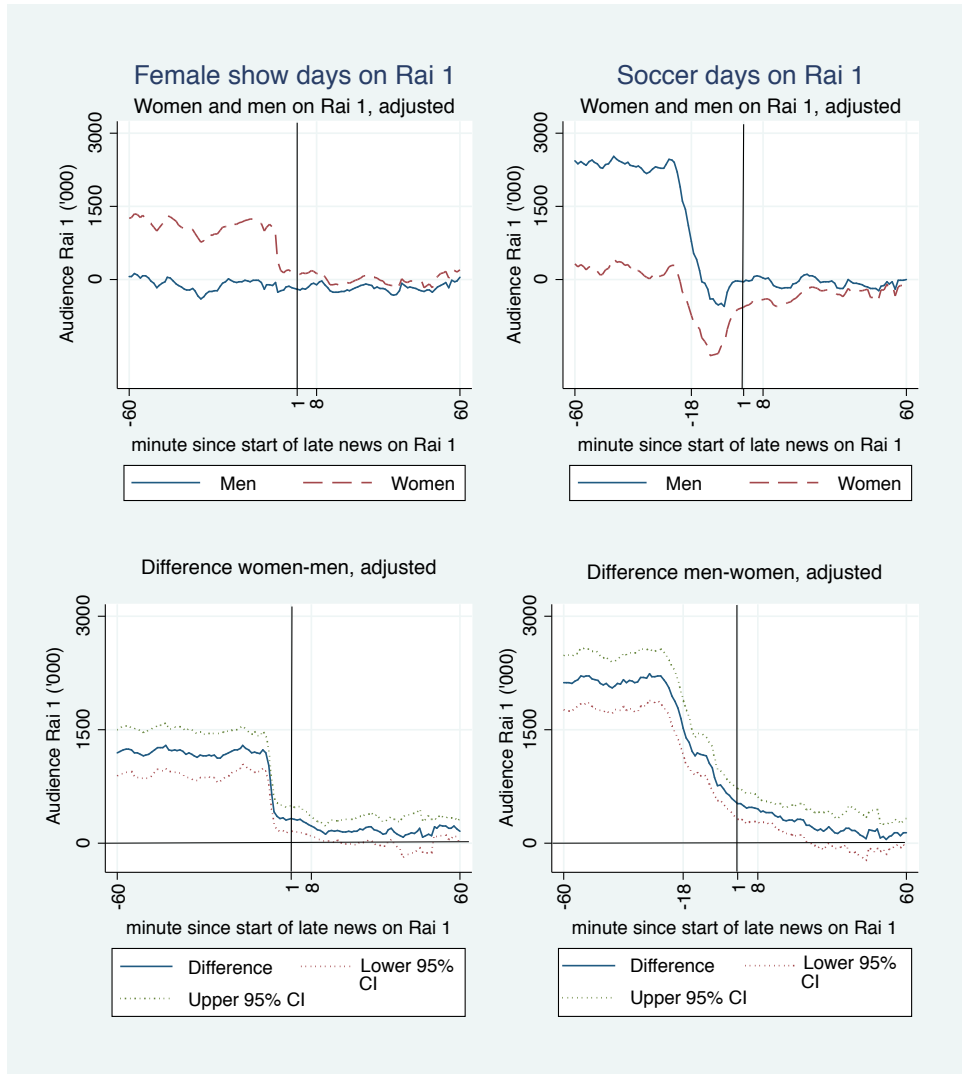 Female show days on Rai 1
Women and men on Rai 1, adjusted
Audience Rai 1 ('000)
3000
1500
0
-60
1
8
60
minute since start of late news on Rai 1
Men
Women
Soccer days on Rai 1
Women and men on Rai 1, adjusted
Audience Rai 1 ('000)
3000
1500
0
-60
-18
1
8
60
minute since start of late news on Rai 1
Men
Women
Difference women-men, adjusted
Audience Rai 1 ('000)
3000
1500
0
-60
1
8
60
minute since start of late news on Rai 1
Difference
Lower 95%
CI
Upper 95% CI
Difference men-women, adjusted
Audience Rai 1 ('000)
3000
1500
0
-60
-18
1
8
60
minute since start of late news on Rai 1
Difference
Lower 95%
CI
Upper 95% CI